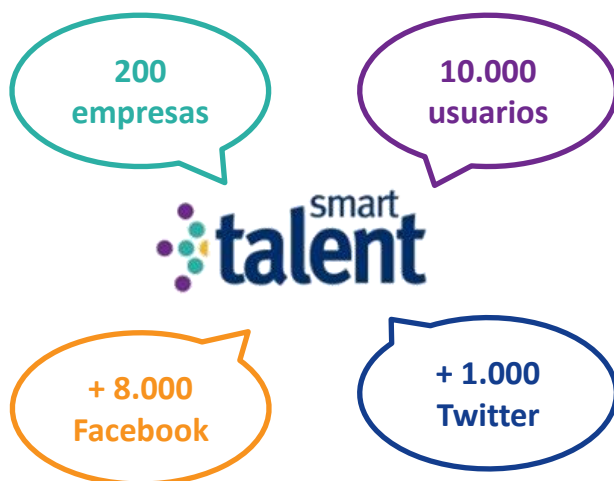 200
empresas
10.000
usuarios
smart
talent
+ 8.000
Facebook
+ 1.000
Twitter